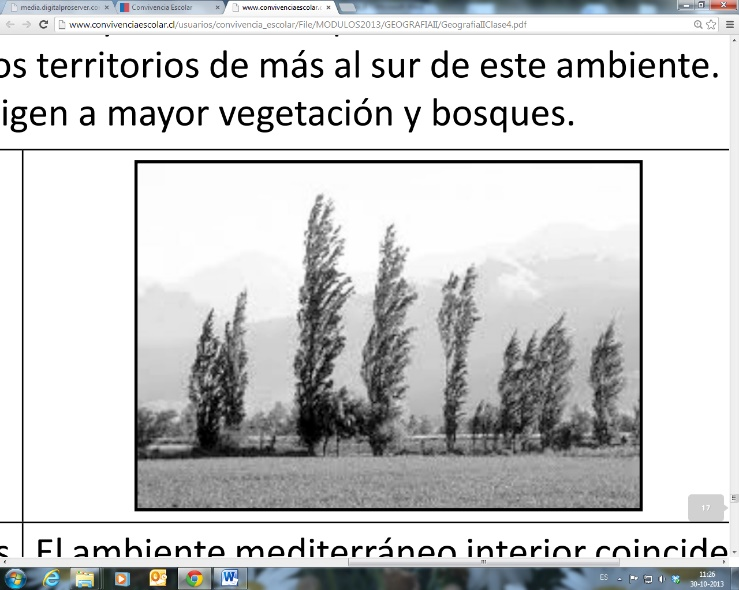 media.digitalproserver.co
Convivencia Escolar
www.convivenciaescolar.
www.convivenciaescolar.cl/usuarios/convivencia_escolar/File/MODULOS2013/GEOGRAFIAII/GeografiaIIClase4.pdf
os territorios de más al sur de este ambiente.
igen a mayor vegetación y bosques.
17
s El ambiente mediterráneo interior coincide
ES
11:26
30-10-2013